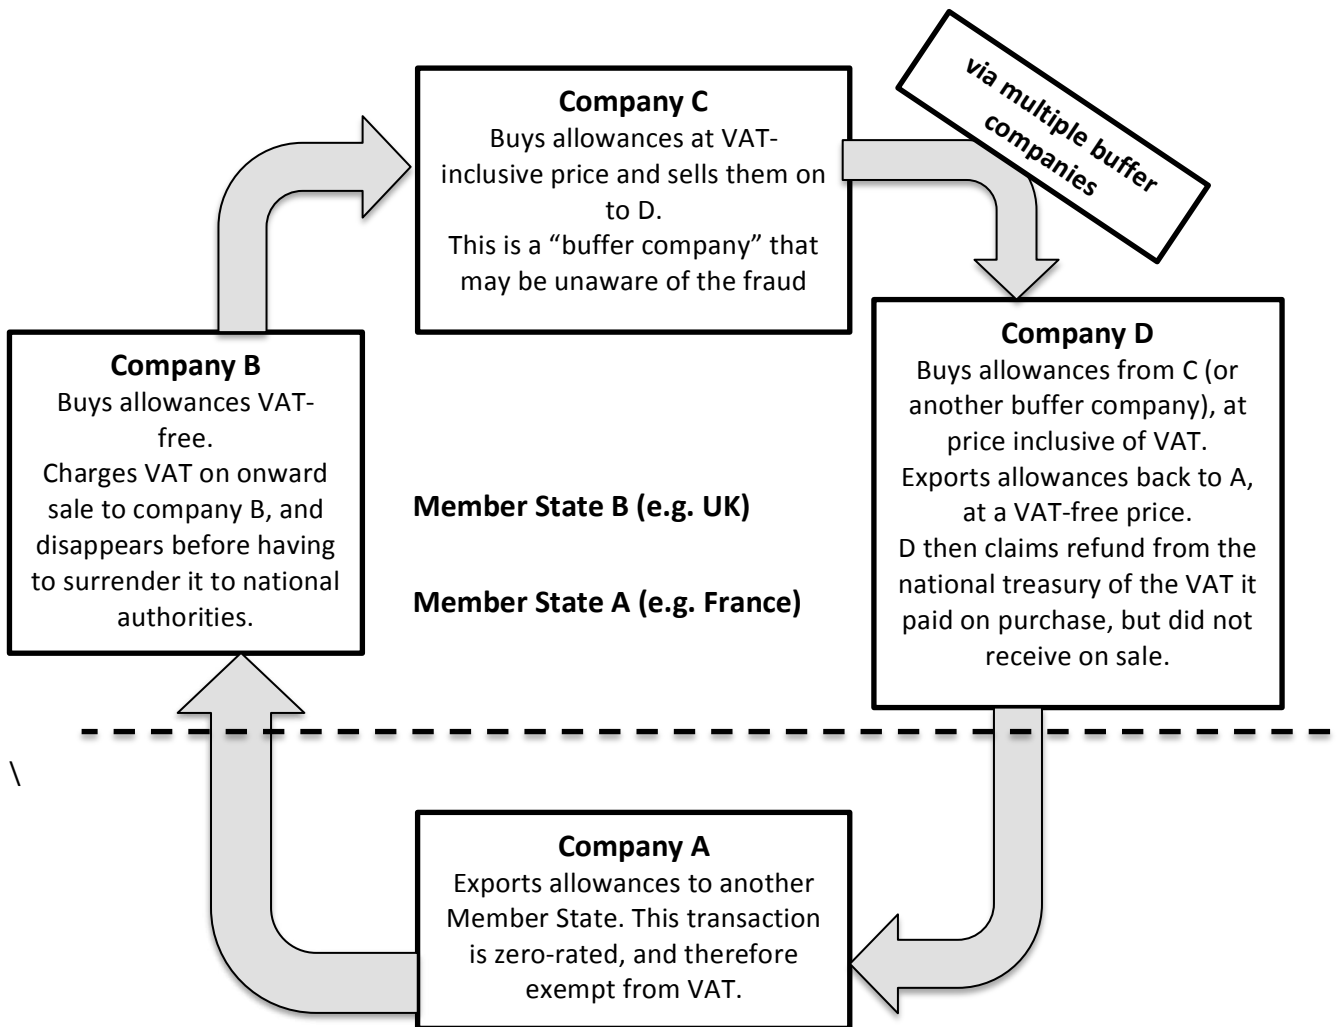 via multiple buffer
companies
Company C
Buys allowances at VAT-
inclusive price and sells them on
to D.
This is a “buffer company” that
may be unaware of the fraud
Company B
Buys allowances VAT-
free.
Charges VAT on onward
sale to company B, and
disappears before having
to surrender it to national
authorities.
Company D
Buys allowances from C (or
another buffer company), at
price inclusive of VAT.
Exports allowances back to A,
at a VAT-free price.
D then claims refund from the
national treasury of the VAT it
paid on purchase, but did not
receive on sale.
Member State B (e.g. UK)
Member State A (e.g. France)
\
Company A
Exports allowances to another
Member State. This transaction
is zero-rated, and therefore
exempt from VAT.